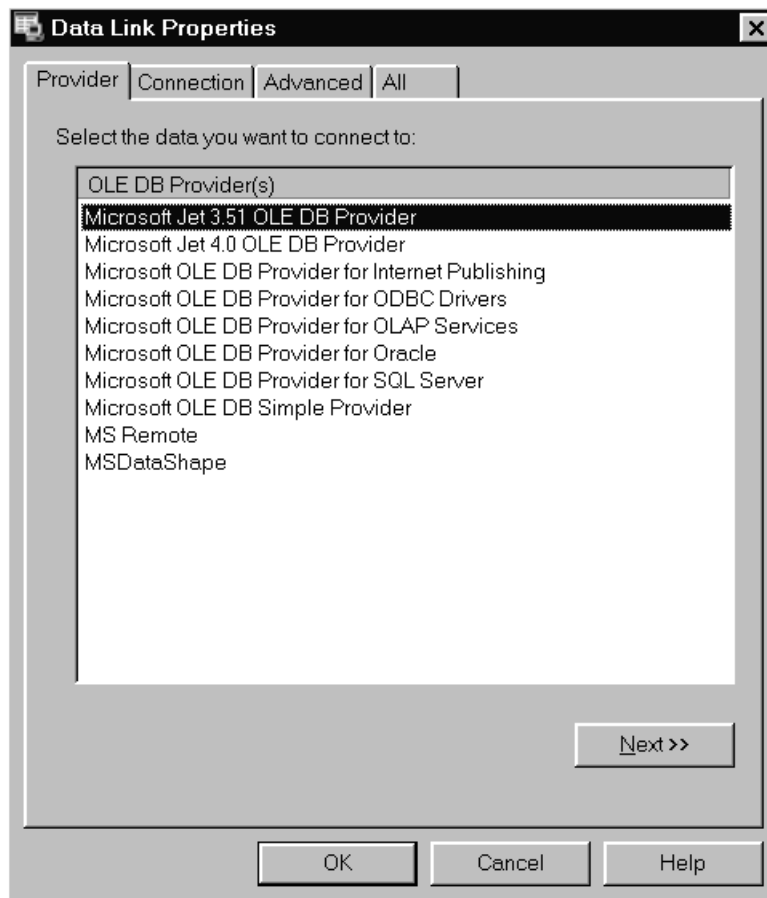 Data Link Properties
Provider Connection Advanced All
Select the data you want to connect to:
OLE DB Provider(s)
Microsoft Jet 3.51 OLE DB Provider
Microsoft Jet 4.0 OLE DB Provider
Microsoft OLE DB Provider for Internet Publishing
Microsoft OLE DB Provider for ODBC Drivers
Microsoft OLE DB Provider for OLAP Services
Microsoft OLE DB Provider for Oracle
Microsoft OLE DB Provider for SQL Server
Microsoft OLE DB Simple Provider
MS Remote
MSDataShape
Next >>
OK Cancel Help